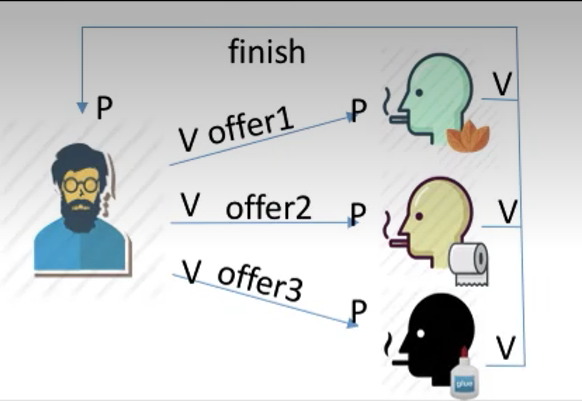 finish
P
V offer1 P V
V offer2 P V
V offer3 P V
glue